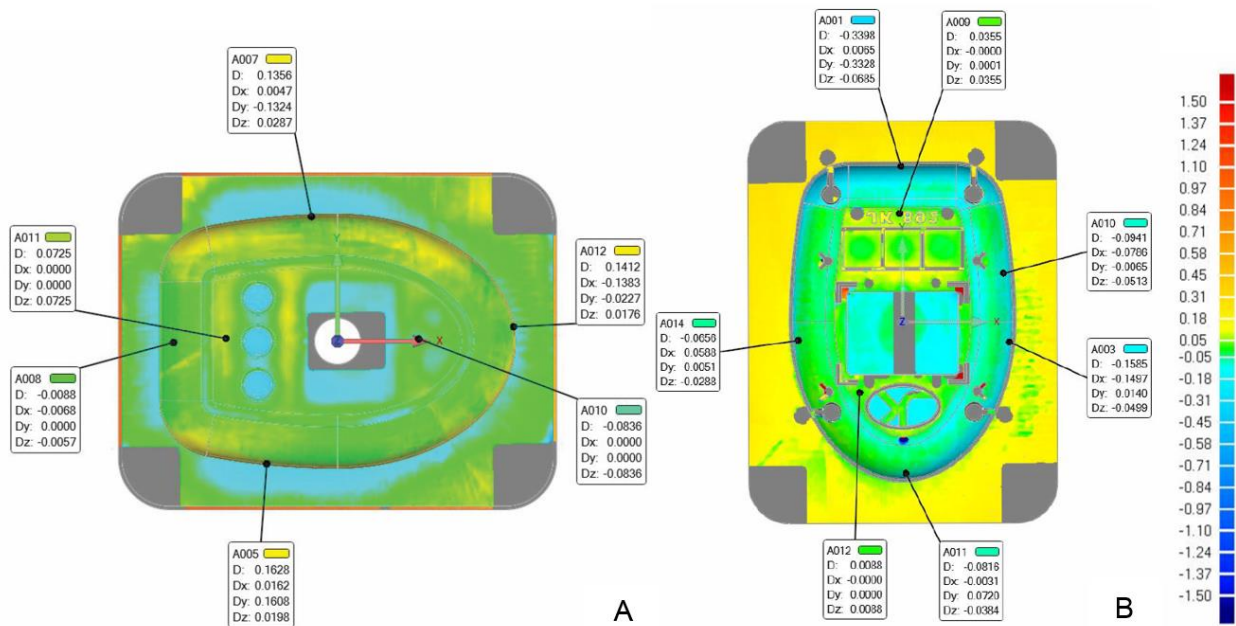 A007
D: 0.1356
Dx: 0.0047
Dy: -0.1324
Dz: 0.0287
A011
D: 0.0725
Dx: 0.0000
Dy: 0.0000
Dz: 0.0725
A012
D: 0.1412
Dx: -0.1383
Dy: -0.0227
Dz: 0.0176
A008
D: -0.0088
Dx: -0.0068
Dy: 0.0000
Dz: -0.0057
A010
D: -0.0836
Dx: 0.0000
Dy: 0.0000
Dz: -0.0836
A005
D: 0.1628
Dx: 0.0162
Dy: 0.1608
Dz: 0.0198
Y
X
A
A001
D: -0.3398
Dx: 0.0065
Dy: -0.3328
Dz: -0.0685
A009
D: 0.0355
Dx: -0.0000
Dy: 0.0001
Dz: 0.0355
A010
D: -0.0941
Dx: -0.0786
Dy: -0.0065
Dz: -0.0513
A014
D: -0.0656
Dx: 0.0588
Dy: 0.0051
Dz: -0.0288
A003
D: -0.1585
Dx: -0.1497
Dy: 0.0140
Dz: -0.0499
A012
D: 0.0088
Dx: -0.0000
Dy: 0.0000
Dz: 0.0088
A011
D: -0.0816
Dx: -0.0031
Dy: 0.0720
Dz: -0.0384
Y
Z
X
B
1.50
1.37
1.24
1.10
0.97
0.84
0.71
0.58
0.45
0.31
0.18
0.05
-0.05
-0.18
-0.31
-0.45
-0.58
-0.71
-0.84
-0.97
-1.10
-1.24
-1.37
-1.50